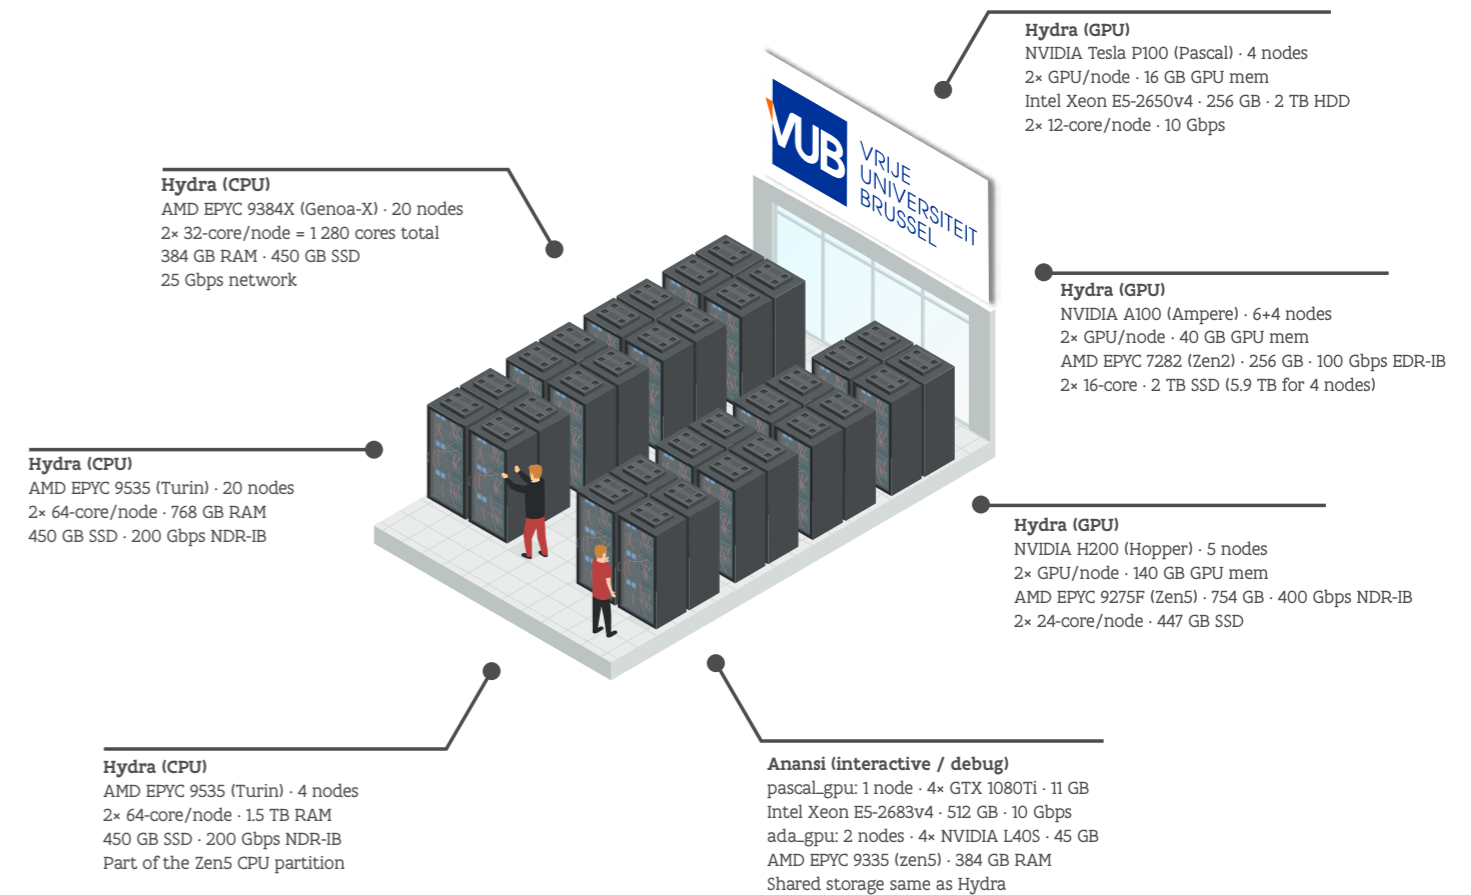 Hydra (GPU)
NVIDIA Tesla P100 (Pascal) · 4 nodes
2× GPU/node · 16 GB GPU mem
Intel Xeon E5-2650v4 · 256 GB · 2 TB HDD
2× 12-core/node · 10 Gbps
VUB
VRIJE
UNIVERSITEIT
BRUSSEL
Hydra (CPU)
AMD EPYC 9384X (Genoa-X) · 20 nodes
2× 32-core/node = 1 280 cores total
384 GB RAM · 450 GB SSD
25 Gbps network
Hydra (GPU)
NVIDIA A100 (Ampere) · 6+4 nodes
2× GPU/node · 40 GB GPU mem
AMD EPYC 7282 (Zen2) · 256 GB · 100 Gbps EDR-IB
2× 16-core · 2 TB SSD (5.9 TB for 4 nodes)
Hydra (CPU)
AMD EPYC 9535 (Turin) · 20 nodes
2× 64-core/node · 768 GB RAM
450 GB SSD · 200 Gbps NDR-IB
Hydra (GPU)
NVIDIA H200 (Hopper) · 5 nodes
2× GPU/node · 140 GB GPU mem
AMD EPYC 9275F (Zen5) · 754 GB · 400 Gbps NDR-IB
2× 24-core/node · 447 GB SSD
Hydra (CPU)
AMD EPYC 9535 (Turin) · 4 nodes
2× 64-core/node · 1.5 TB RAM
450 GB SSD · 200 Gbps NDR-IB
Part of the Zen5 CPU partition
Anansi (interactive / debug)
pascal_gpu: 1 node · 4× GTX 1080Ti · 11 GB
Intel Xeon E5-2683v4 · 512 GB · 10 Gbps
ada_gpu: 2 nodes · 4× NVIDIA L40S · 45 GB
AMD EPYC 9335 (zen5) · 384 GB RAM
Shared storage same as Hydra